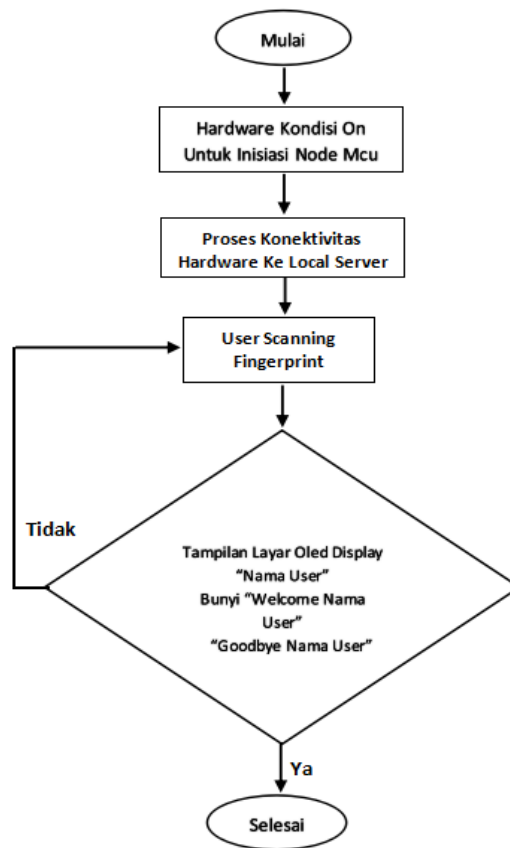 Mulai
Hardware Kondisi On
Untuk Inisiasi Node Mcu
Proses Konektivitas
Hardware Ke Local Server
User Scanning
Fingerprint
Tidak
Tampilan Layar Oled Display
“Nama User”
Bunyi “Welcome Nama
User”
“Goodbye Nama User”
Ya
Selesai